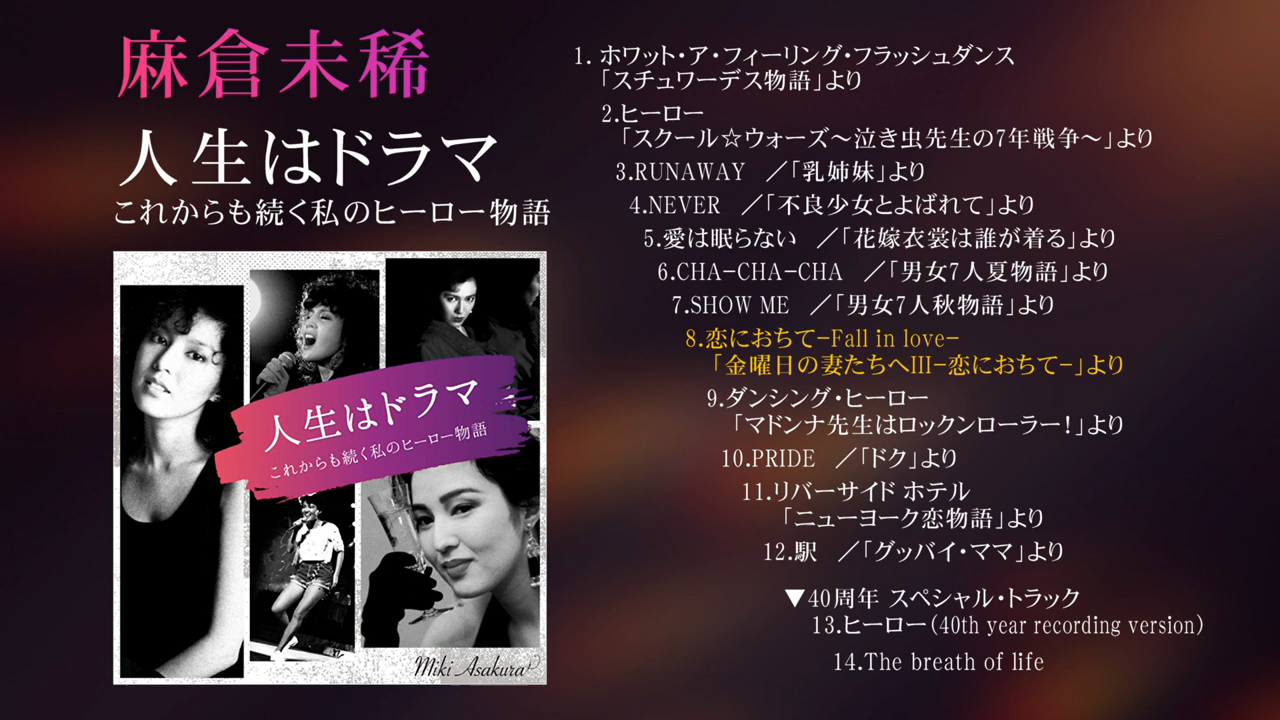 麻倉未稀
人生はドラマ
これからも続く私のヒーロー物語
人生はドラマ
これからも続く私のヒーロー物語
Miki Asakura
1. ホワット・ア・フィーリング・フラッシュダンス
「スチュワーデス物語」より
2.ヒーロー
「スクール☆ウォーズ～泣き虫先生の7年戦争～」より
3.RUNAWAY ／「乳姉妹」より
4.NEVER ／「不良少女とよばれて」より
5.愛は眠らない ／「花嫁衣裳は誰が着る」より
6.CHA-CHA-CHA ／「男女7人夏物語」より
7.SHOW ME ／「男女7人秋物語」より
8.恋におちて-Fall in love-
「金曜日の妻たちへIII-恋におちて-」より
9.ダンシング・ヒーロー
「マドンナ先生はロックンローラー!」より
10.PRIDE ／「ドク」より
11.リバーサイド ホテル
「ニューヨーク恋物語」より
12.駅 ／「グッバイ・ママ」より
▼40周年 スペシャル・トラック
13.ヒーロー(40th year recording version)
14.The breath of life